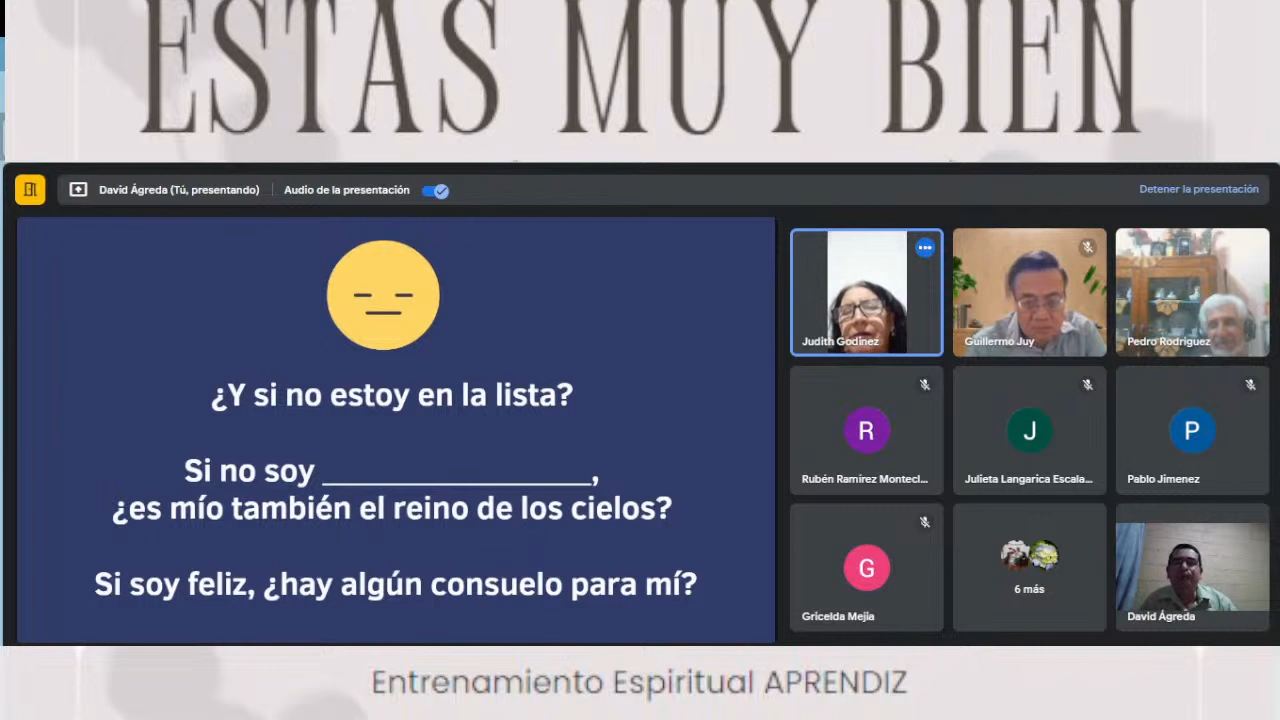 ESTAS MUY BIEN
David Ágreda (Tú, presentando)
Audio de la presentación
Detener la presentación
¿Y si no estoy en la lista?
Si no soy ________________,
¿es mío también el reino de los cielos?
Si soy feliz, ¿hay algún consuelo para mí?
Judith Godínez
Guillermo Juy
Pedro Rodriguez
R
J
P
Rubén Ramírez Montecl...
Julieta Langarica Escala...
Pablo Jimenez
G
6 más
Gricelda Mejia
David Ágreda
Entrenamiento Espiritual APRENDIZ